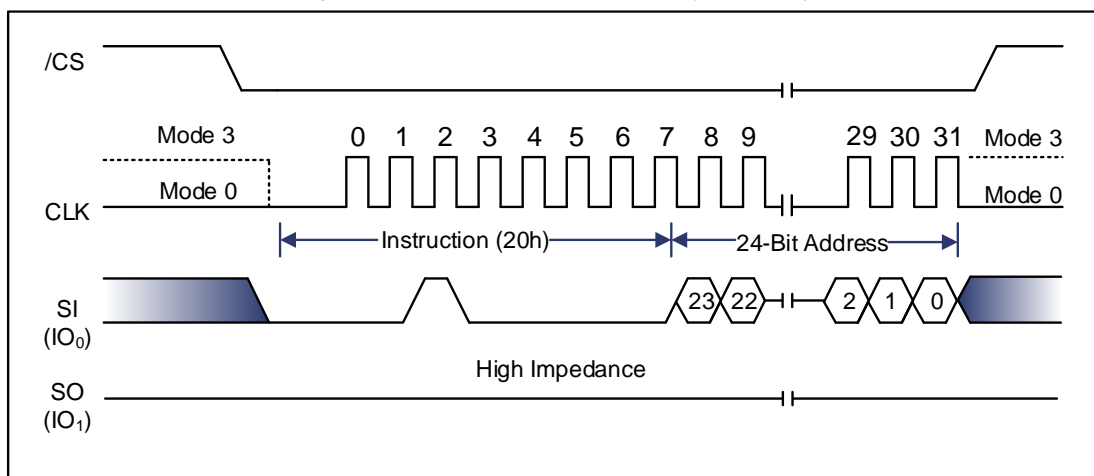 /CS
Mode 3
0 1 2 3 4 5 6 7 8 9 29 30 31
Mode 3
Mode 0
Mode 0
CLK
Instruction (20h)
24-Bit Address
SI
(IO0)
23 22 2 1 0
High Impedance
SO
(IO1)